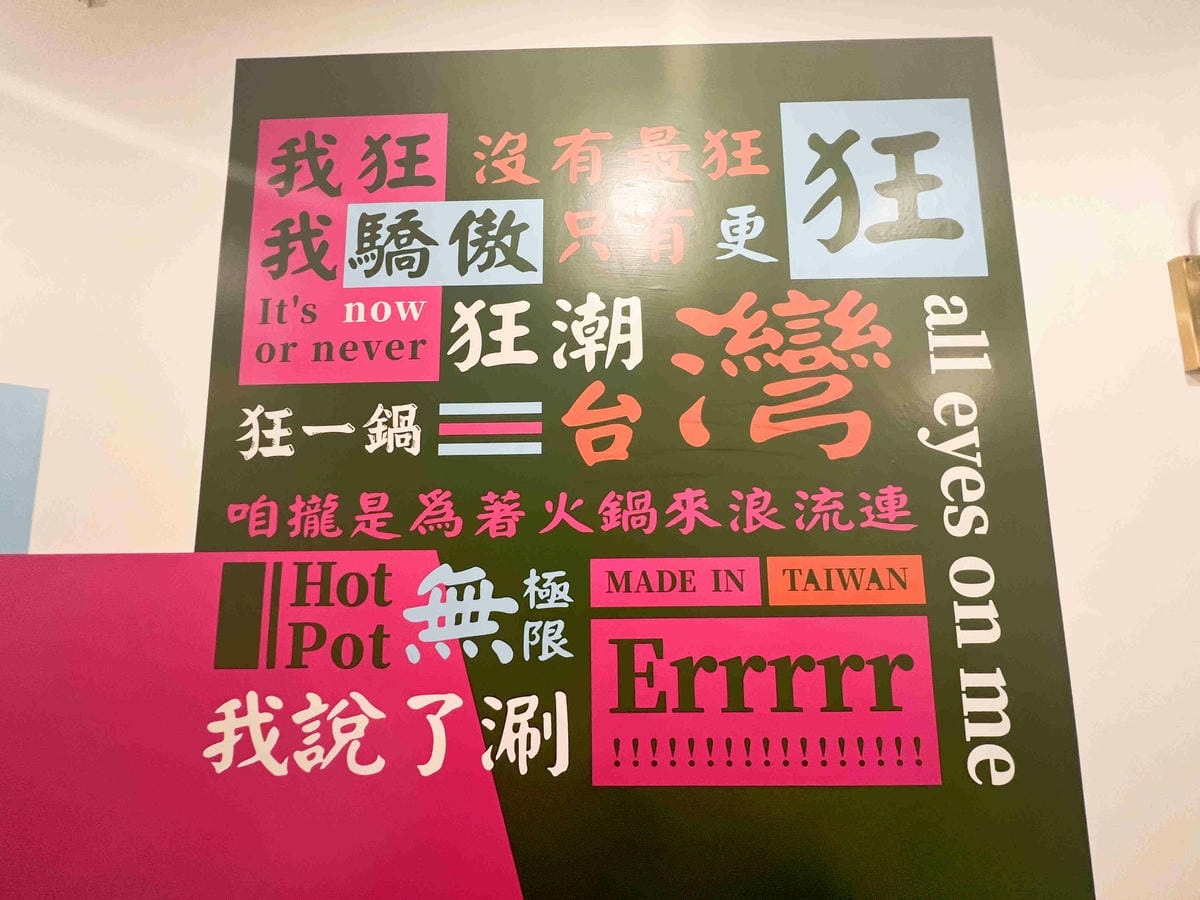 我狂
我驕傲
It's now
or never
沒有最狂
只有更
狂
狂潮
台灣
狂一鍋
all eyes on me
咱攏是為著火鍋來浪流連
Hot
Pot
無極限
MADE IN TAIWAN
Errrrr
!!!!!!!!!!!!!!!!!
我說了涮